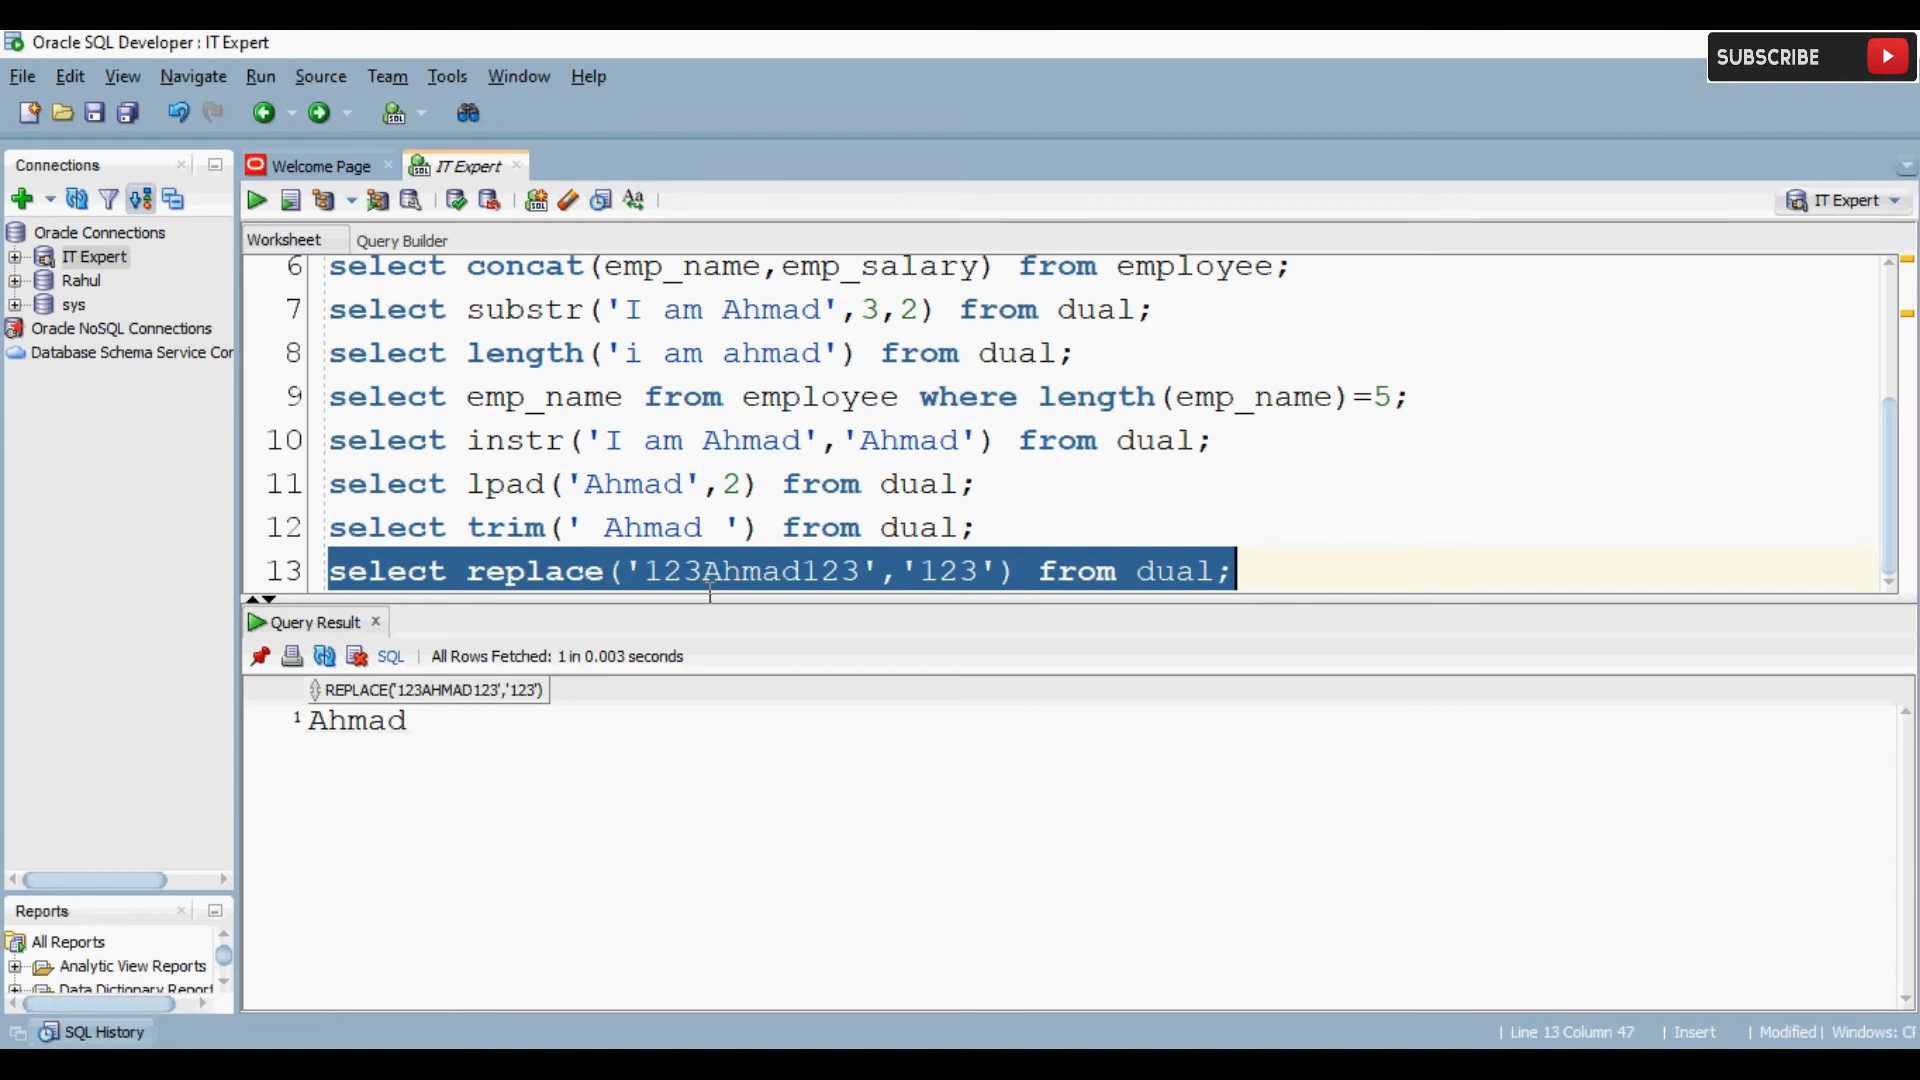 Oracle SQL Developer : IT Expert
SUBSCRIBE
File Edit View Navigate Run Source Team Tools Window Help
Connections
Welcome Page
IT Expert
IT Expert
Worksheet
Query Builder
Oracle Connections
IT Expert
Rahul
sys
Oracle NoSQL Connections
Database Schema Service Cor
6 select concat(emp_name,emp_salary) from employee;
7 select substr('I am Ahmad',3,2) from dual;
8 select length('i am ahmad') from dual;
9 select emp_name from employee where length(emp_name)=5;
10 select instr('I am Ahmad','Ahmad') from dual;
11 select lpad('Ahmad',2) from dual;
12 select trim(' Ahmad ') from dual;
13 select replace('123Ahmad123','123') from dual;
Query Result
SQL | All Rows Fetched: 1 in 0.003 seconds
REPLACE('123AHMAD123','123')
1 Ahmad
Reports
All Reports
Analytic View Reports
Data Dictionary Report
SQL History
| Line 13 Column 47 | Insert | Modified | Windows: CF